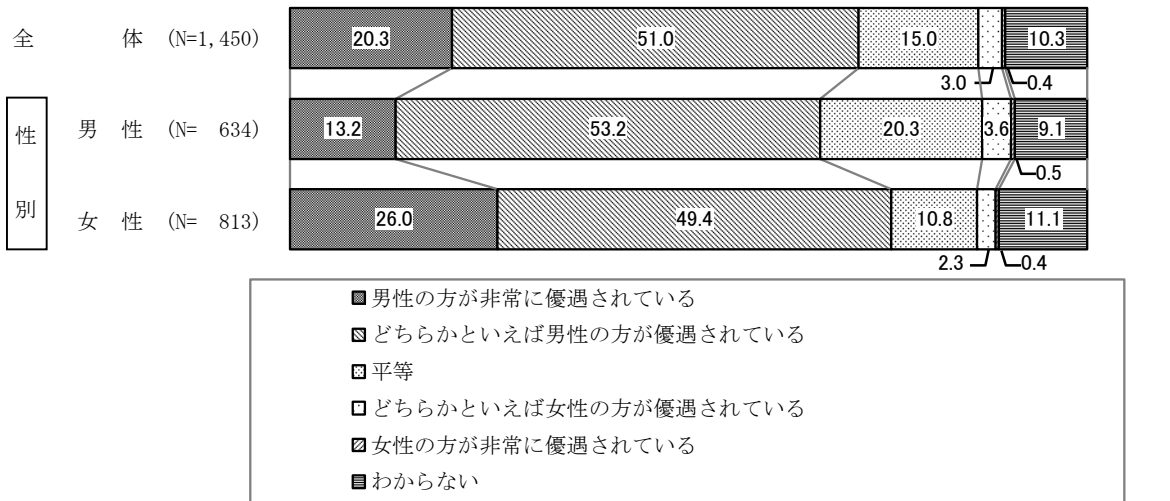 全 体 (N=1,450) 20.3 51.0 15.0 10.3
3.0 0.4
性別
男 性 (N= 634) 13.2 53.2 20.3 3.6 9.1
0.5
女 性 (N= 813) 26.0 49.4 10.8 11.1
2.3 0.4
男性の方が非常に優遇されている
どちらかといえば男性の方が優遇されている
平等
どちらかといえば女性の方が優遇されている
女性の方が非常に優遇されている
わからない